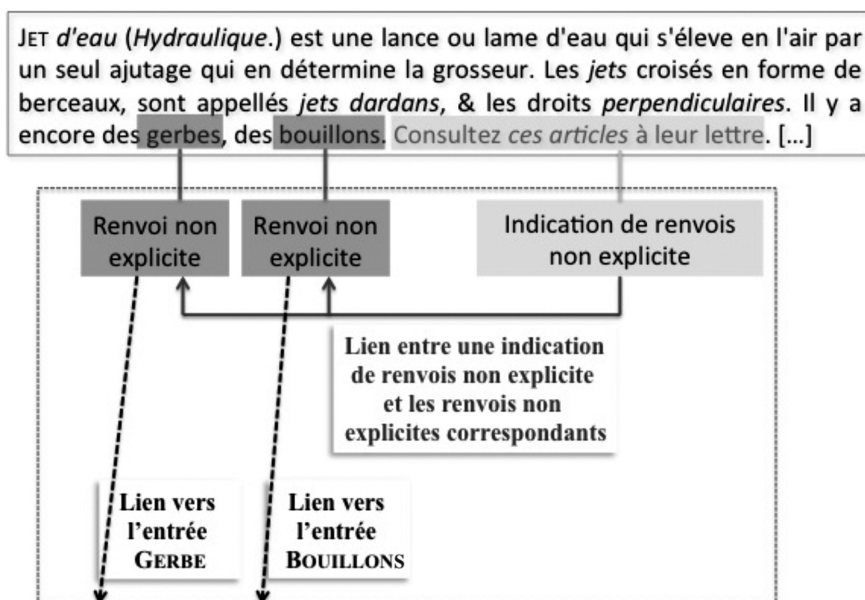 JET d'eau (Hydraulique.) est une lance ou lame d'eau qui s'éleve en l'air par
un seul ajutage qui en détermine la grosseur. Les jets croisés en forme de
berceaux, sont appellés jets dardans, & les droits perpendiculaires. Il y a
encore des gerbes, des bouillons. Consultez ces articles à leur lettre. [...]
Renvoi non
explicite
Renvoi non
explicite
Indication de renvois
non explicite
Lien entre une indication
de renvois non explicite
et les renvois non
explicites correspondants
Lien vers
l'entrée
GERBE
Lien vers
l'entrée
BOUILLONS